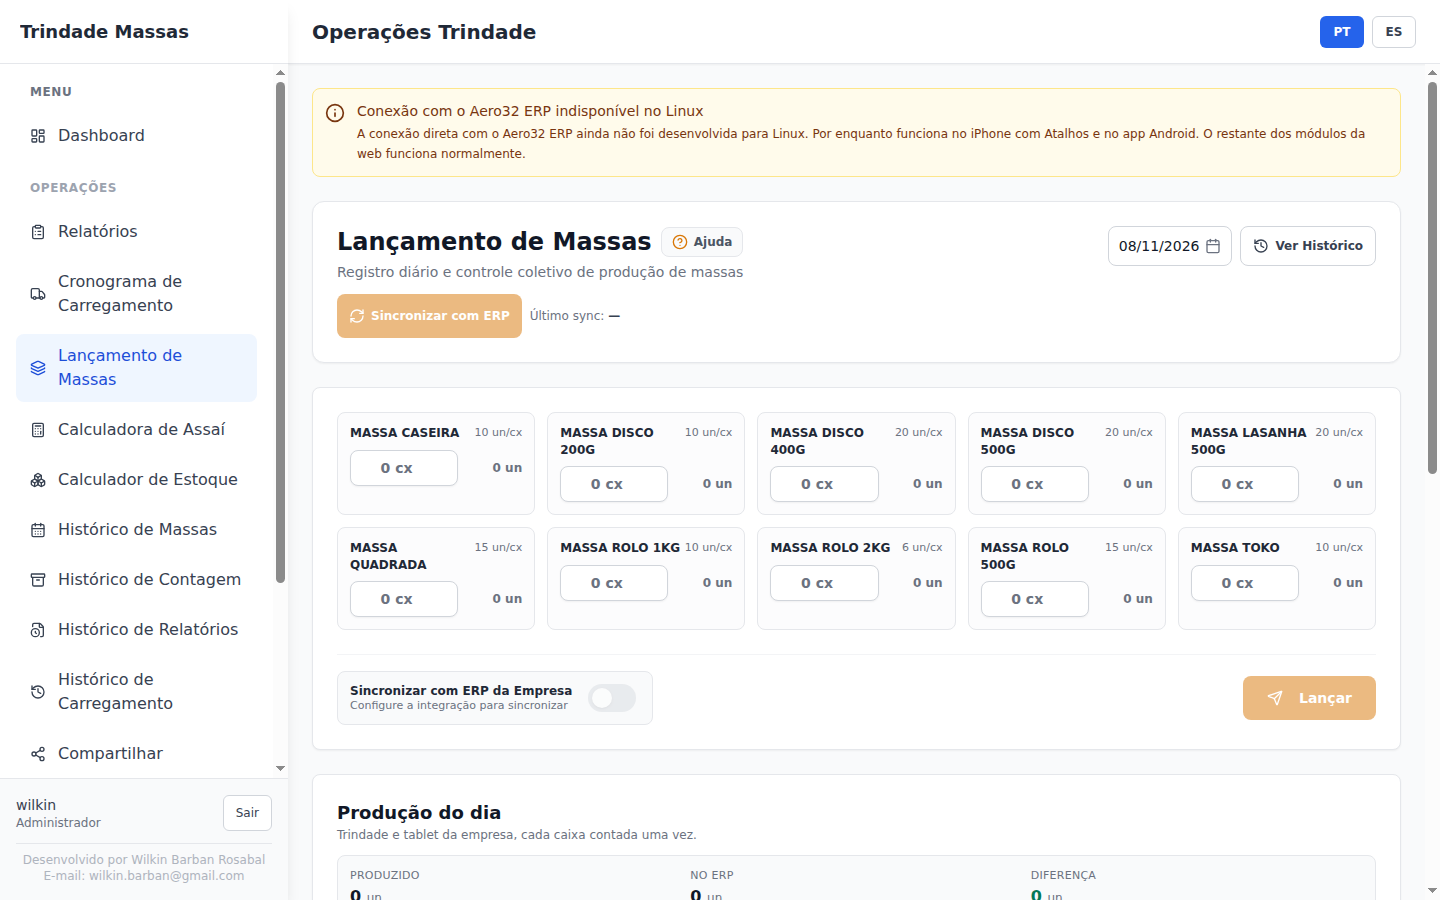 Trindade Massas
Operações Trindade
PT
ES
MENU
Dashboard
OPERAÇÕES
Relatórios
Cronograma de
Carregamento
Lançamento de
Massas
Calculadora de Assaí
Calculador de Estoque
Histórico de Massas
Histórico de Contagem
Histórico de Relatórios
Histórico de
Carregamento
Compartilhar
wilkin
Administrador
Sair
Desenvolvido por Wilkin Barban Rosabal
E-mail: wilkin.barban@gmail.com
Conexão com o Aero32 ERP indisponível no Linux
A conexão direta com o Aero32 ERP ainda não foi desenvolvida para Linux. Por enquanto funciona no iPhone com Atalhos e no app Android. O restante dos módulos da
web funciona normalmente.
Lançamento de Massas
Ajuda
08/11/2026
Ver Histórico
Registro diário e controle coletivo de produção de massas
Sincronizar com ERP
Último sync: —
MASSA CASEIRA
10 un/cx
0 cx
0 un
MASSA DISCO
200G
10 un/cx
0 cx
0 un
MASSA DISCO
400G
20 un/cx
0 cx
0 un
MASSA DISCO
500G
20 un/cx
0 cx
0 un
MASSA LASANHA
500G
20 un/cx
0 cx
0 un
MASSA
QUADRADA
15 un/cx
0 cx
0 un
MASSA ROLO 1KG
10 un/cx
0 cx
0 un
MASSA ROLO 2KG
6 un/cx
0 cx
0 un
MASSA ROLO
500G
15 un/cx
0 cx
0 un
MASSA TOKO
10 un/cx
0 cx
0 un
Sincronizar com ERP da Empresa
Configure a integração para sincronizar
Lançar
Produção do dia
Trindade e tablet da empresa, cada caixa contada uma vez.
PRODUZIDO
0 un
NO ERP
0 un
DIFERENÇA
0 un